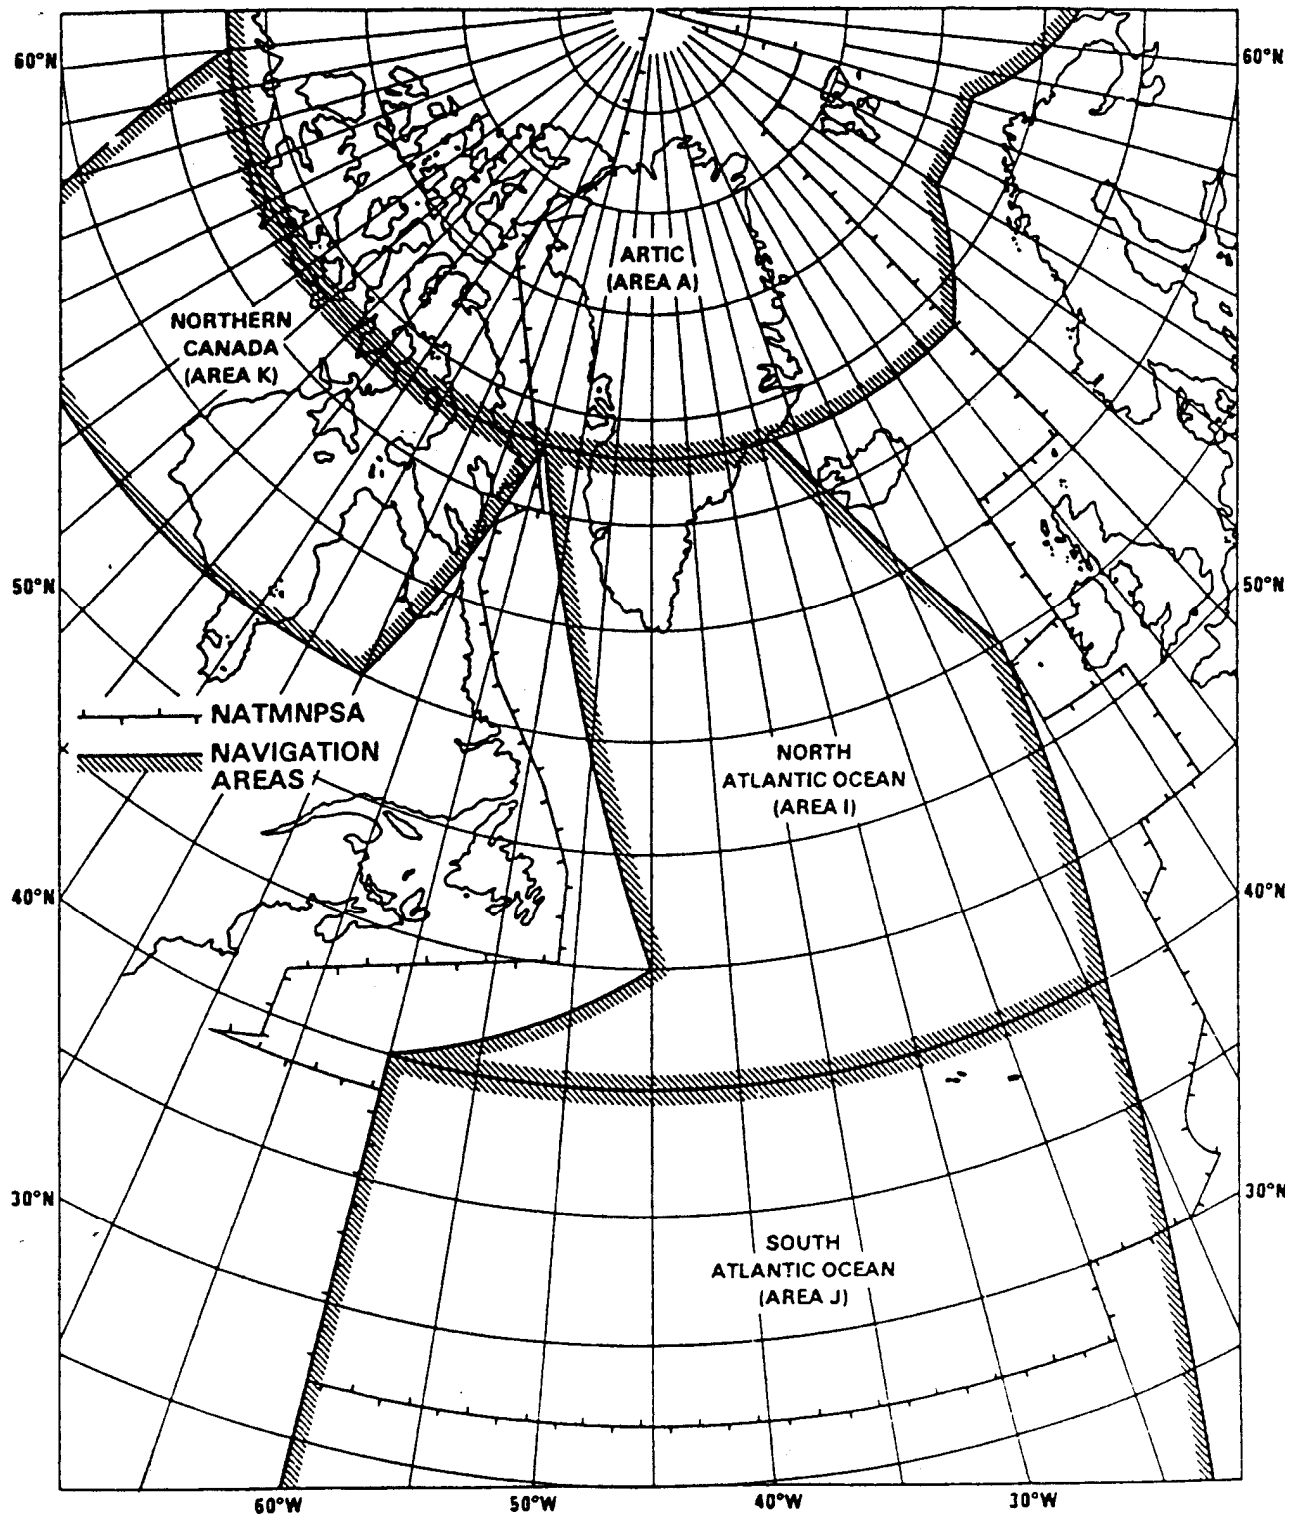 60°N
60°N
ARTIC
(AREA A)
NORTHERN
CANADA
(AREA K)
50°N
50°N
NATMNPSA
NAVIGATION
AREAS
NORTH
ATLANTIC OCEAN
(AREA I)
40°N
40°N
30°N
30°N
SOUTH
ATLANTIC OCEAN
(AREA J)
60°W
50°W
40°W
30°W